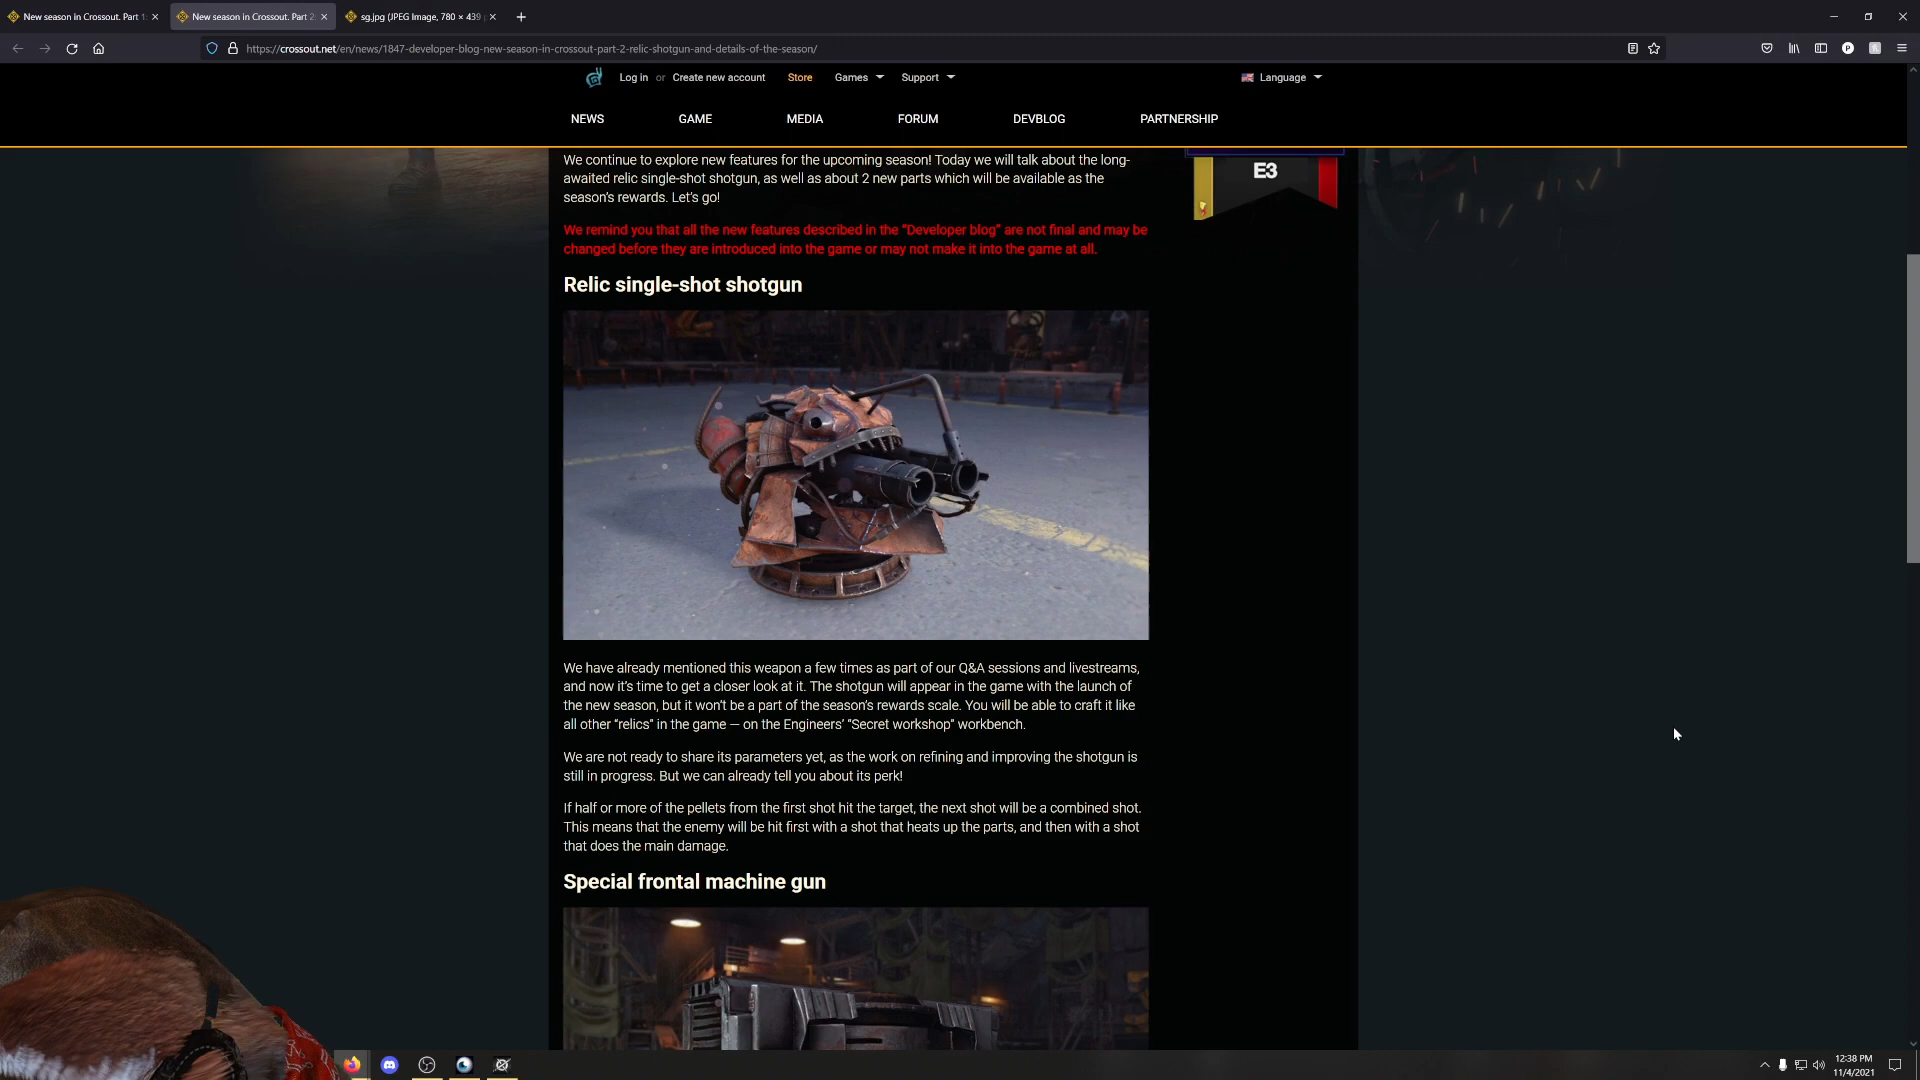 New season in Crossout. Part 1
New season in Crossout. Part 2
sg.jpg (JPEG Image, 780 × 439
https://crossout.net/en/news/1847-developer-blog-new-season-in-crossout-part-2-relic-shotgun-and-details-of-the-season/
Log in or Create new account Store Games Support Language
NEWS GAME MEDIA FORUM DEVBLOG PARTNERSHIP
We continue to explore new features for the upcoming season! Today we will talk about the long-
awaited relic single-shot shotgun, as well as about 2 new parts which will be available as the
season's rewards. Let's go!
E3
We remind you that all the new features described in the “Developer blog” are not final and may be
changed before they are introduced into the game or may not make it into the game at all.
Relic single-shot shotgun
We have already mentioned this weapon a few times as part of our Q&A sessions and livestreams,
and now it's time to get a closer look at it. The shotgun will appear in the game with the launch of
the new season, but it won't be a part of the season's rewards scale. You will be able to craft it like
all other “relics” in the game — on the Engineers' “Secret workshop” workbench.
We are not ready to share its parameters yet, as the work on refining and improving the shotgun is
still in progress. But we can already tell you about its perk!
If half or more of the pellets from the first shot hit the target, the next shot will be a combined shot.
This means that the enemy will be hit first with a shot that heats up the parts, and then with a shot
that does the main damage.
Special frontal machine gun
12:38 PM
11/4/2021